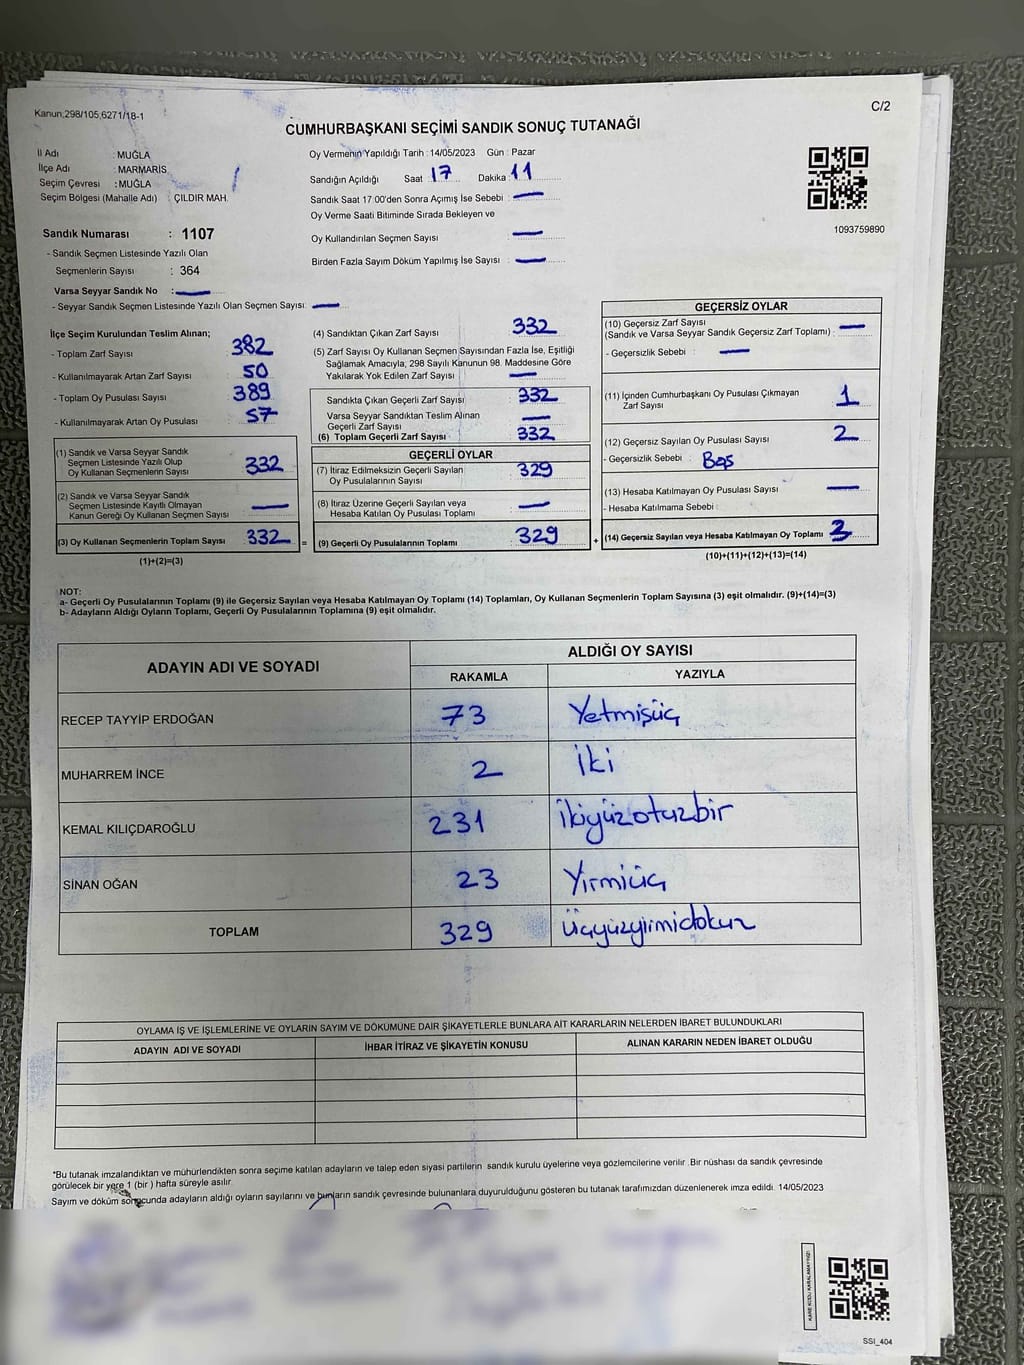 Kanun;298/105,6271/18-1
C/2
CUMHURBAŞKANI SEÇİMİ SANDIK SONUÇ TUTANAĞI
İl Adı : MUĞLA
İlçe Adı : MARMARİS
Seçim Çevresi : MUĞLA
Seçim Bölgesi (Mahalle Adı) : ÇILDIR MAH.
Sandık Numarası : 1107
- Sandık Seçmen Listesinde Yazılı Olan
Seçmenlerin Sayısı : 364
Varsa Seyyar Sandık No : —
- Seyyar Sandık Seçmen Listesinde Yazılı Olan Seçmen Sayısı: —
Oy Vermenin Yapıldığı Tarih : 14/05/2023 Gün : Pazar
Sandığın Açıldığı Saat 17 Dakika 11
Sandık Saat 17:00'den Sonra Açımış İse Sebebi : —
Oy Verme Saati Bitiminde Sırada Bekleyen ve
Oy Kullandırılan Seçmen Sayısı : —
Birden Fazla Sayım Döküm Yapılmış İse Sayısı : —
1093759890
İlçe Seçim Kurulundan Teslim Alınan;
- Toplam Zarf Sayısı : 382
- Kullanılmayarak Artan Zarf Sayısı : 50
- Toplam Oy Pusulası Sayısı : 389
- Kullanılmayarak Artan Oy Pusulası : 57
(1) Sandık ve Varsa Seyyar Sandık
Seçmen Listesinde Yazılı Olup
Oy Kullanan Seçmenlerin Sayısı : 332
(2) Sandık ve Varsa Seyyar Sandık
Seçmen Listesinde Kayıtlı Olmayan
Kanun Gereği Oy Kullanan Seçmen Sayısı : —
(3) Oy Kullanan Seçmenlerin Toplam Sayısı : 332 =
(1)+(2)=(3)
(4) Sandıktan Çıkan Zarf Sayısı : 332
(5) Zarf Sayısı Oy Kullanan Seçmen Sayısından Fazla İse, Eşitliği
Sağlamak Amacıyla, 298 Sayılı Kanunun 98. Maddesine Göre
Yakılarak Yok Edilen Zarf Sayısı : —
Sandıkta Çıkan Geçerli Zarf Sayısı : 332
Varsa Seyyar Sandıktan Teslim Alınan
Geçerli Zarf Sayısı : —
(6) Toplam Geçerli Zarf Sayısı : 332
GEÇERLİ OYLAR
(7) İtiraz Edilmeksizin Geçerli Sayılan
Oy Pusulalarının Sayısı : 329
(8) İtiraz Üzerine Geçerli Sayılan veya
Hesaba Katılan Oy Pusulası Toplamı : —
(9) Geçerli Oy Pusulalarının Toplamı : 329 +
GEÇERSİZ OYLAR
(10) Geçersiz Zarf Sayısı
(Sandık ve Varsa Seyyar Sandık Geçersiz Zarf Toplamı) : —
- Geçersizlik Sebebi : —
(11) İçinden Cumhurbaşkanı Oy Pusulası Çıkmayan
Zarf Sayısı : 1
(12) Geçersiz Sayılan Oy Pusulası Sayısı : 2
- Geçersizlik Sebebi : Boş
(13) Hesaba Katılmayan Oy Pusulası Sayısı : —
- Hesaba Katılmama Sebebi :
(14) Geçersiz Sayılan veya Hesaba Katılmayan Oy Toplamı : 3
(10)+(11)+(12)+(13)=(14)
NOT:
a- Geçerli Oy Pusulalarının Toplamı (9) ile Geçersiz Sayılan veya Hesaba Katılmayan Oy Toplamı (14) Toplamları, Oy Kullanan Seçmenlerin Toplam Sayısına (3) eşit olmalıdır. (9)+(14)=(3)
b- Adayların Aldığı Oyların Toplamı, Geçerli Oy Pusulalarının Toplamına (9) eşit olmalıdır.
ADAYIN ADI VE SOYADI ALDIĞI OY SAYISI
RAKAMLA YAZIYLA
RECEP TAYYİP ERDOĞAN 73 Yetmişüç
MUHARREM İNCE 2 İki
KEMAL KILIÇDAROĞLU 231 İkiyüzotuzbir
SİNAN OĞAN 23 Yirmiüç
TOPLAM 329 Üçyüzyirmidokuz
OYLAMA İŞ VE İŞLEMLERİNE VE OYLARIN SAYIM VE DÖKÜMÜNE DAİR ŞİKAYETLERLE BUNLARA AİT KARARLARIN NELERDEN İBARET BULUNDUKLARI
ADAYIN ADI VE SOYADI İHBAR İTİRAZ VE ŞİKAYETİN KONUSU ALINAN KARARIN NEDEN İBARET OLDUĞU
*Bu tutanak imzalandıktan ve mühürlendikten sonra seçime katılan adayların ve talep eden siyasi partilerin sandık kurulu üyelerine veya gözlemcilerine verilir .Bir nüshası da sandık çevresinde
görülecek bir yere 1 (bir ) hafta süreyle asılır.
Sayım ve döküm sonucunda adayların aldığı oyların sayılarını ve bunların sandık çevresinde bulunanlara duyurulduğunu gösteren bu tutanak tarafımızdan düzenlenerek imza edildi. 14/05/2023
KARE KODU KARALAMAYINIZ!
SSI_404